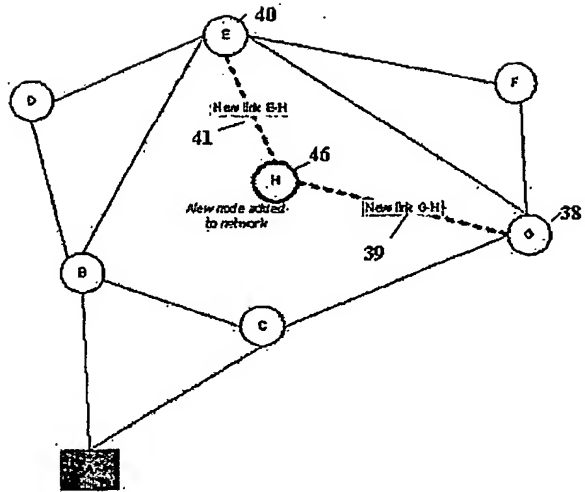 40
E
D
F
New link E-H
41
46
H
New node added
to network
New link G-H
39
G
38
B
C
A